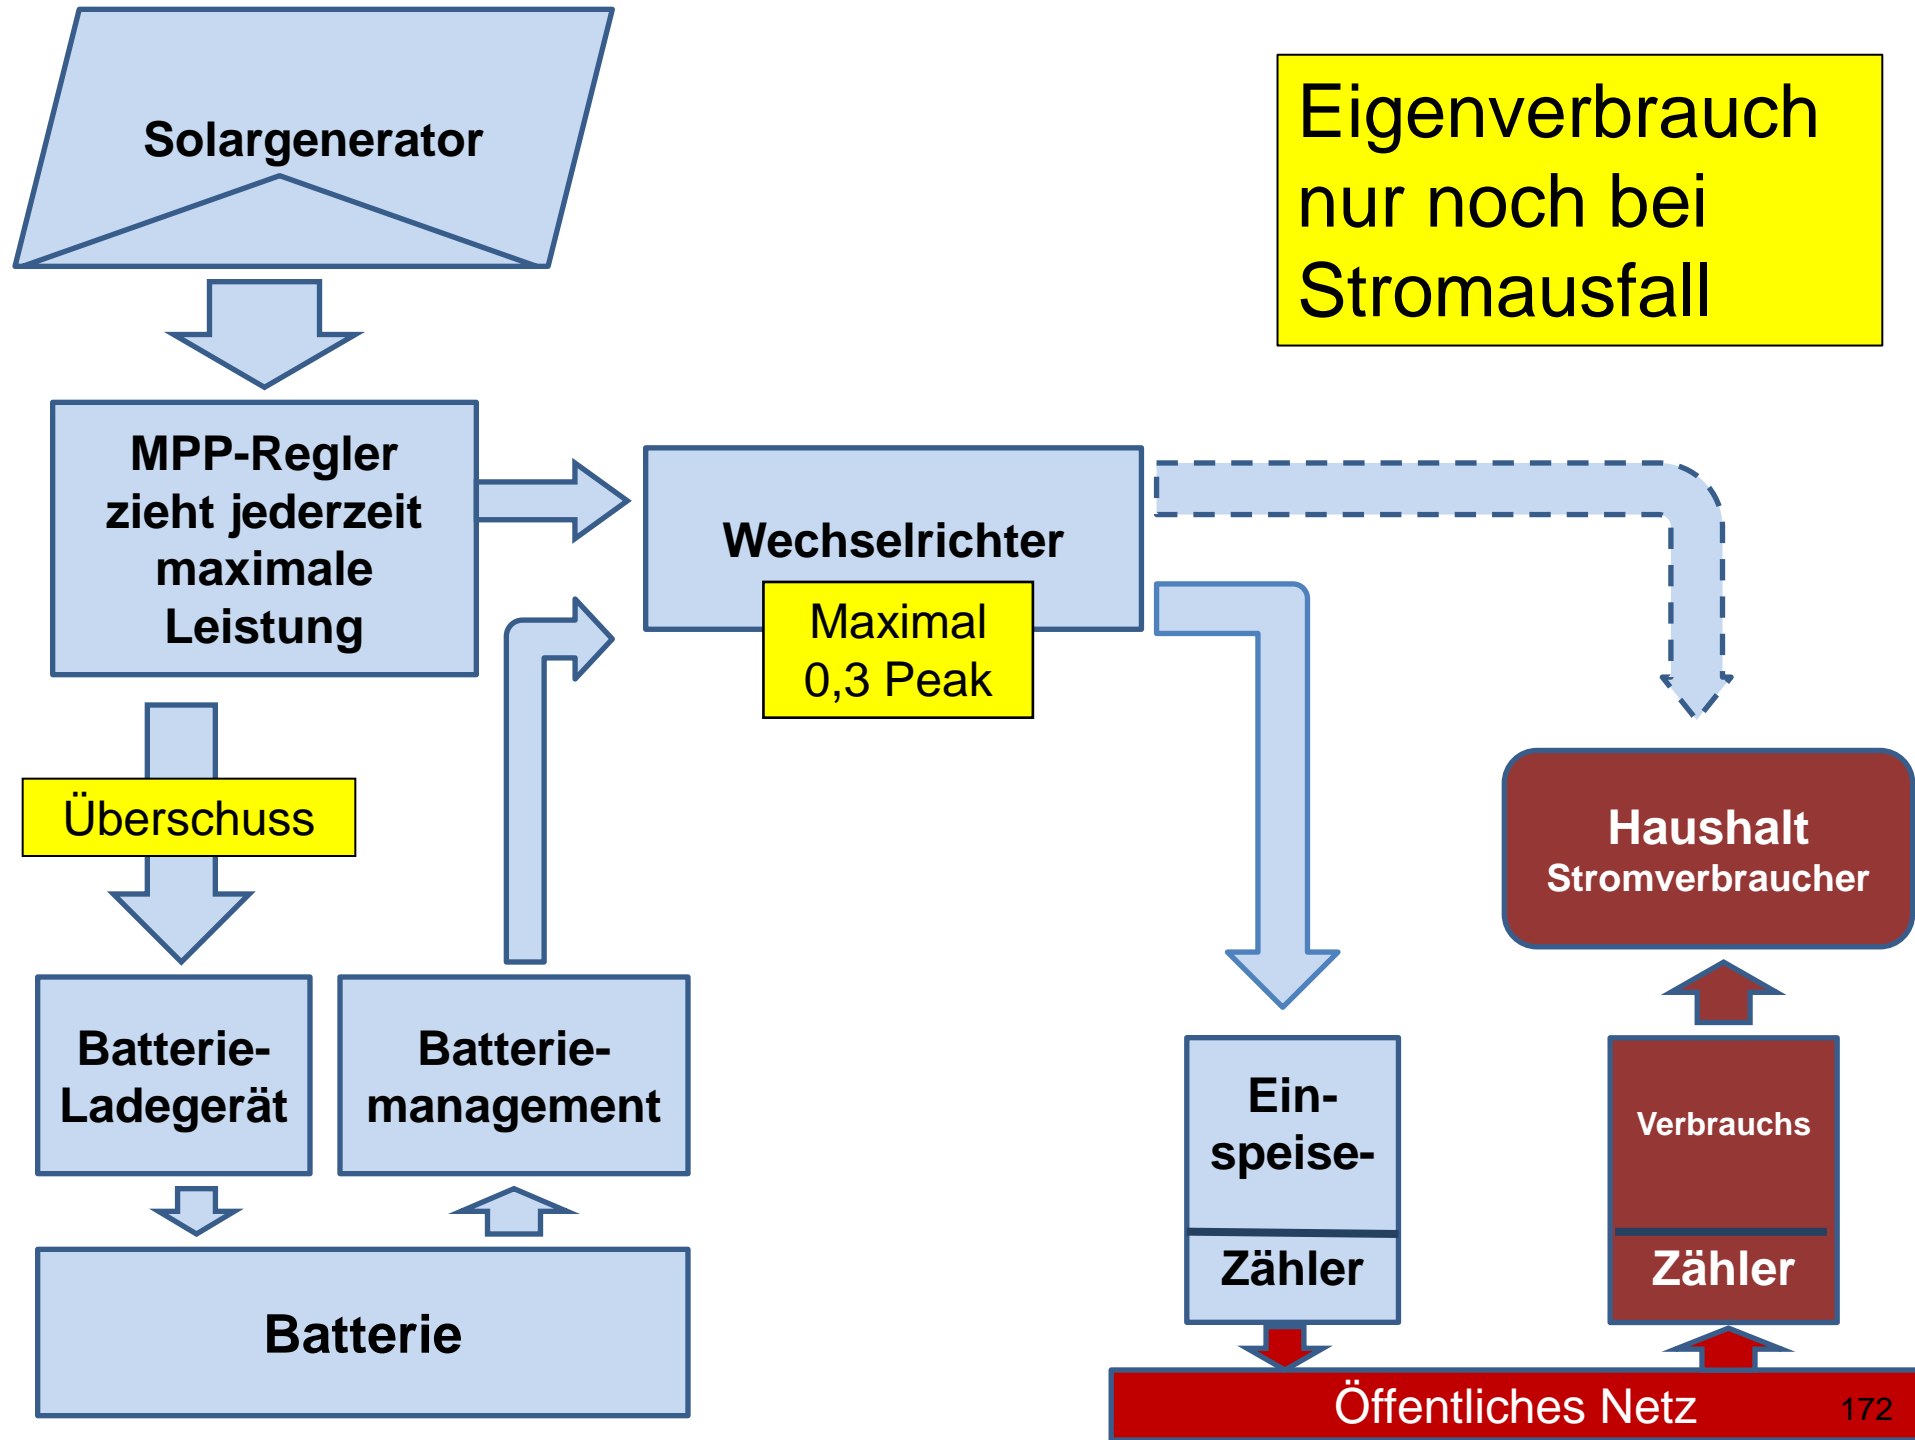 Solargenerator
Eigenverbrauch
nur noch bei
Stromausfall
MPP-Regler
zieht jederzeit
maximale
Leistung
Wechselrichter
Maximal
0,3 Peak
Überschuss
Haushalt
Stromverbraucher
Batterie-
Ladegerät
Batterie-
management
Ein-
speise-
Zähler
Verbrauchs
Zähler
Batterie
Öffentliches Netz
172